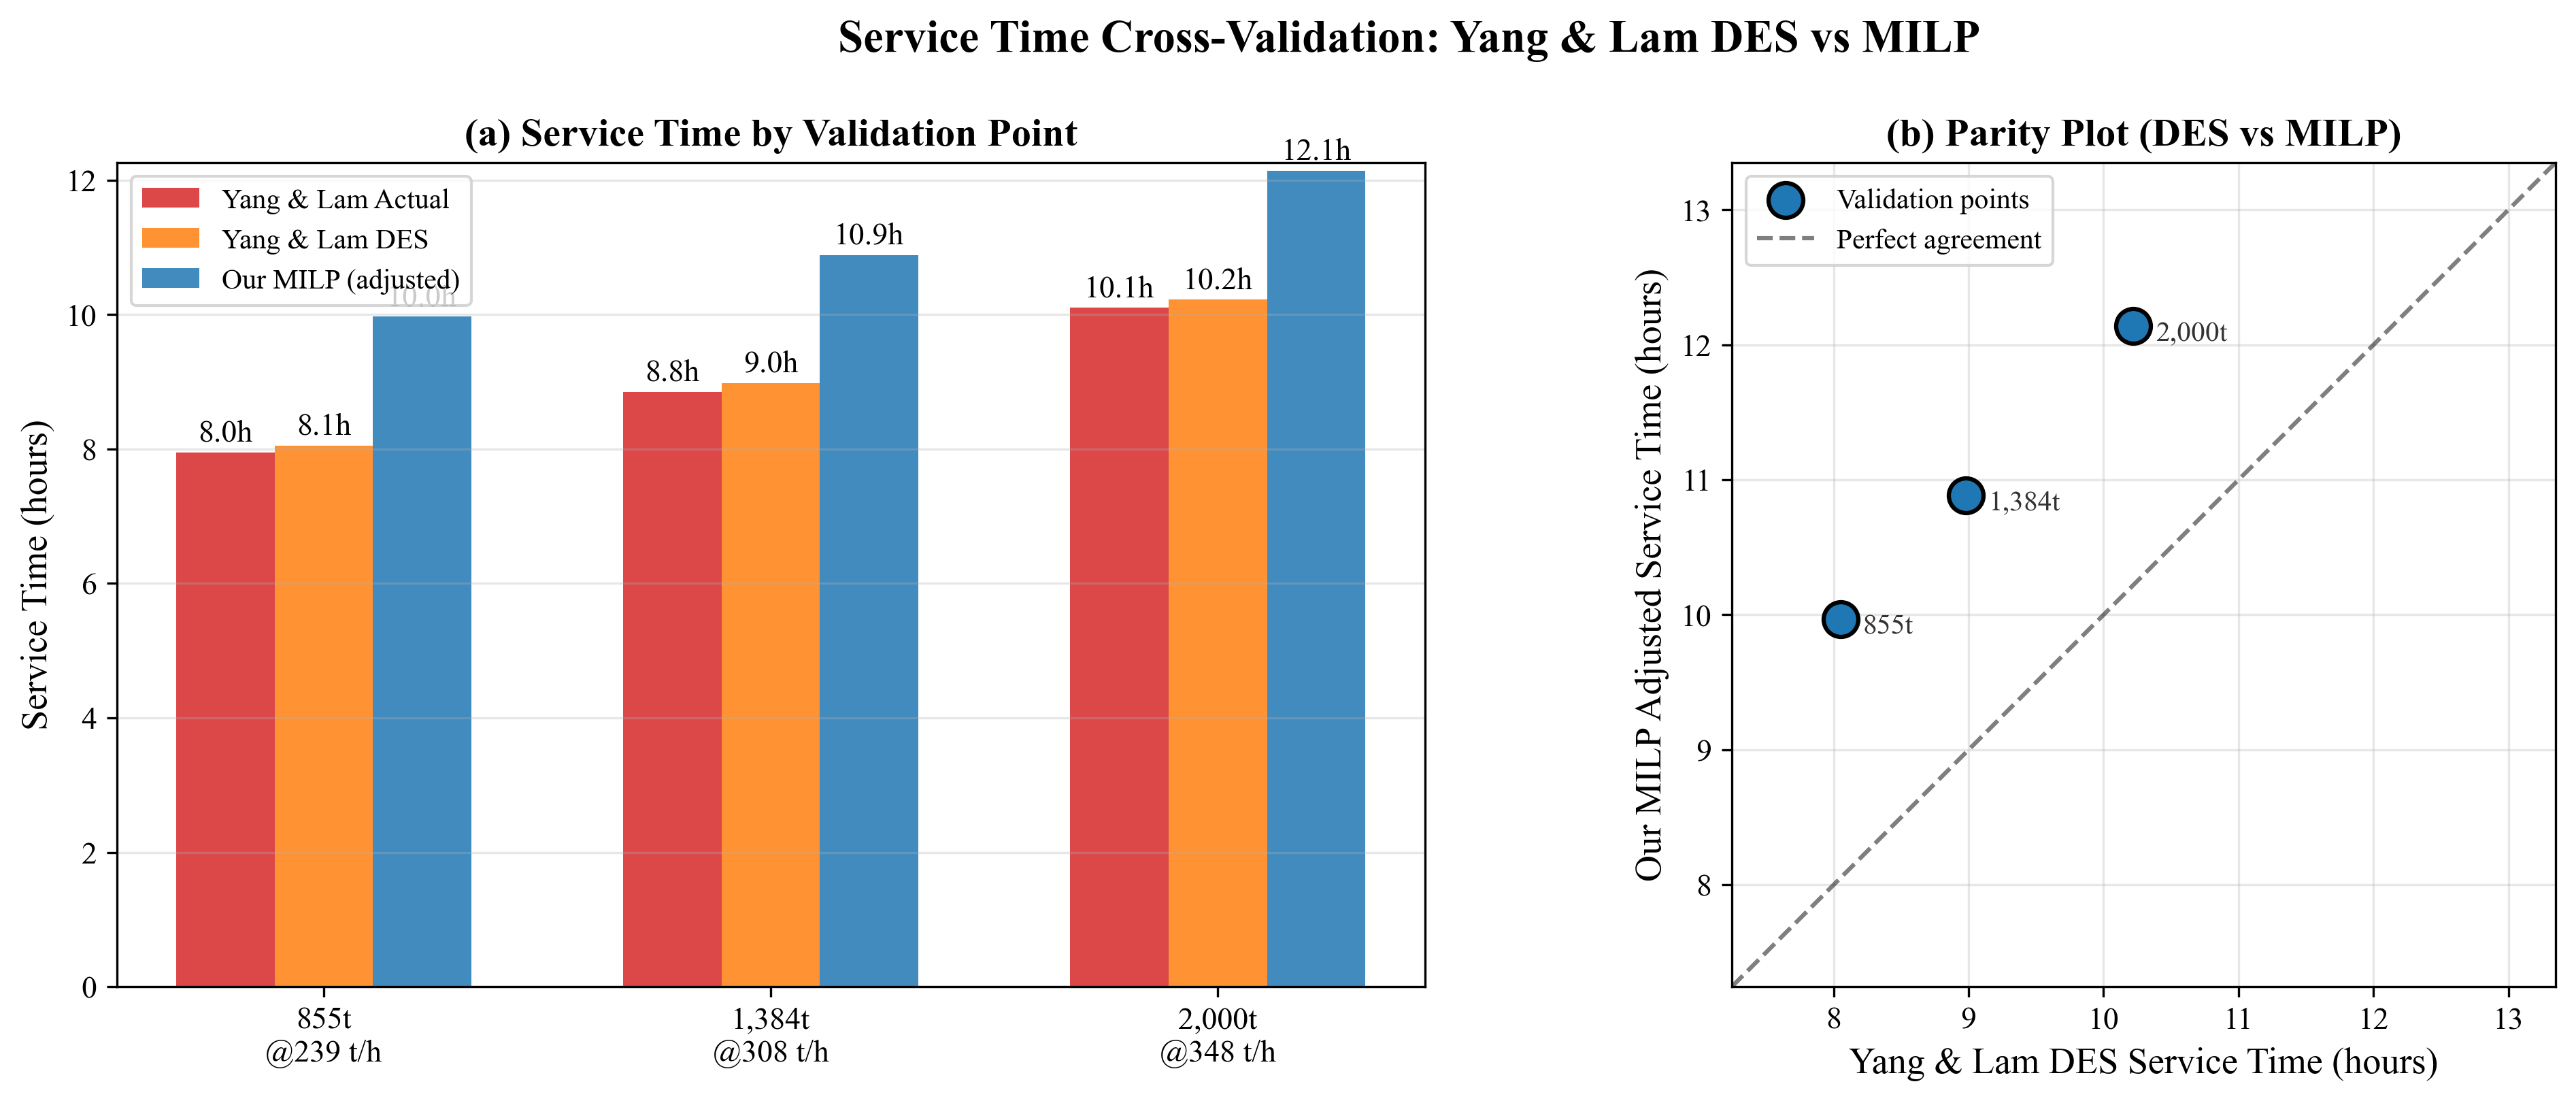 Service Time Cross-Validation: Yang & Lam DES vs MILP
(a) Service Time by Validation Point
Service Time (hours)
12
10
8
6
4
2
0
Yang & Lam Actual
Yang & Lam DES
Our MILP (adjusted)
8.0h
8.1h
10.0h
8.8h
9.0h
10.9h
10.1h
10.2h
12.1h
855t
@239 t/h
1,384t
@308 t/h
2,000t
@348 t/h
(b) Parity Plot (DES vs MILP)
Our MILP Adjusted Service Time (hours)
13
12
11
10
9
8
Validation points
Perfect agreement
2,000t
1,384t
855t
8
9
10
11
12
13
Yang & Lam DES Service Time (hours)